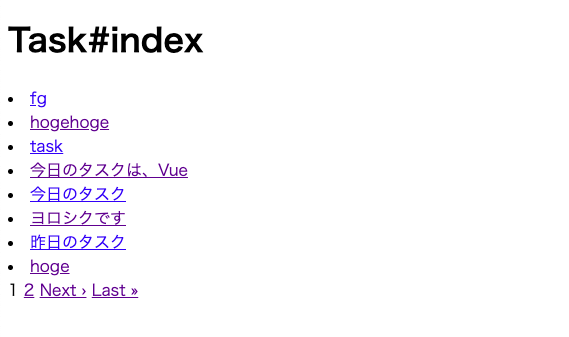 Task#index
fg
hogehoge
task
今日のタスクは、Vue
今日のタスク
ヨロシクです
昨日のタスク
hoge
1 2 Next › Last »